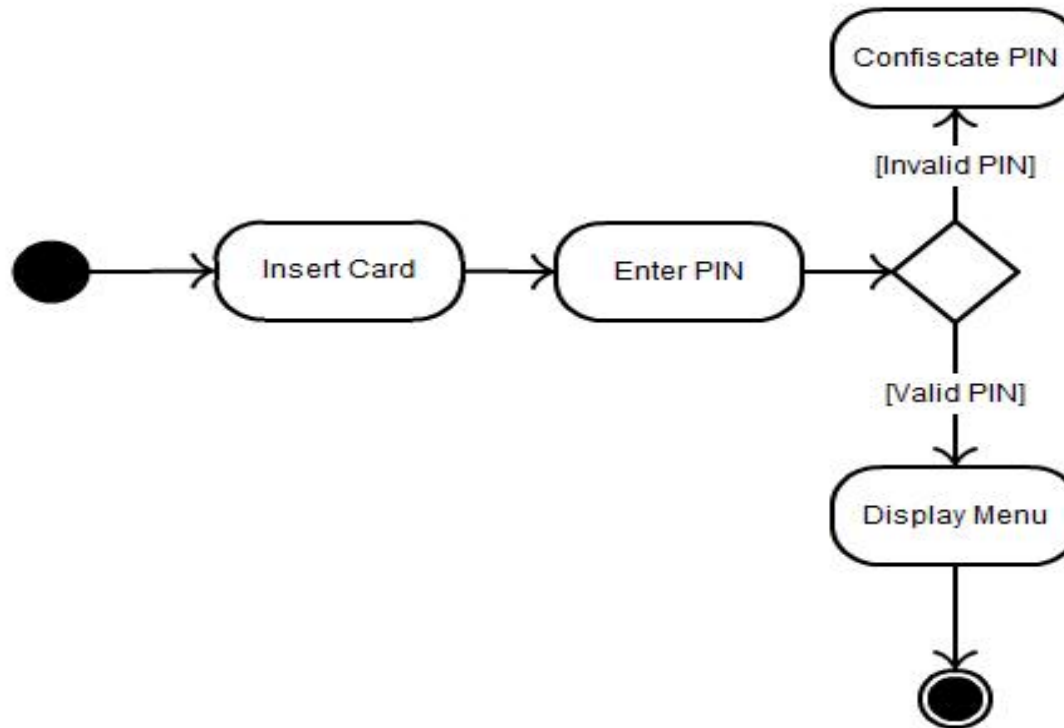 Confiscate PIN
[Invalid PIN]
Insert Card
Enter PIN
[Valid PIN]
Display Menu